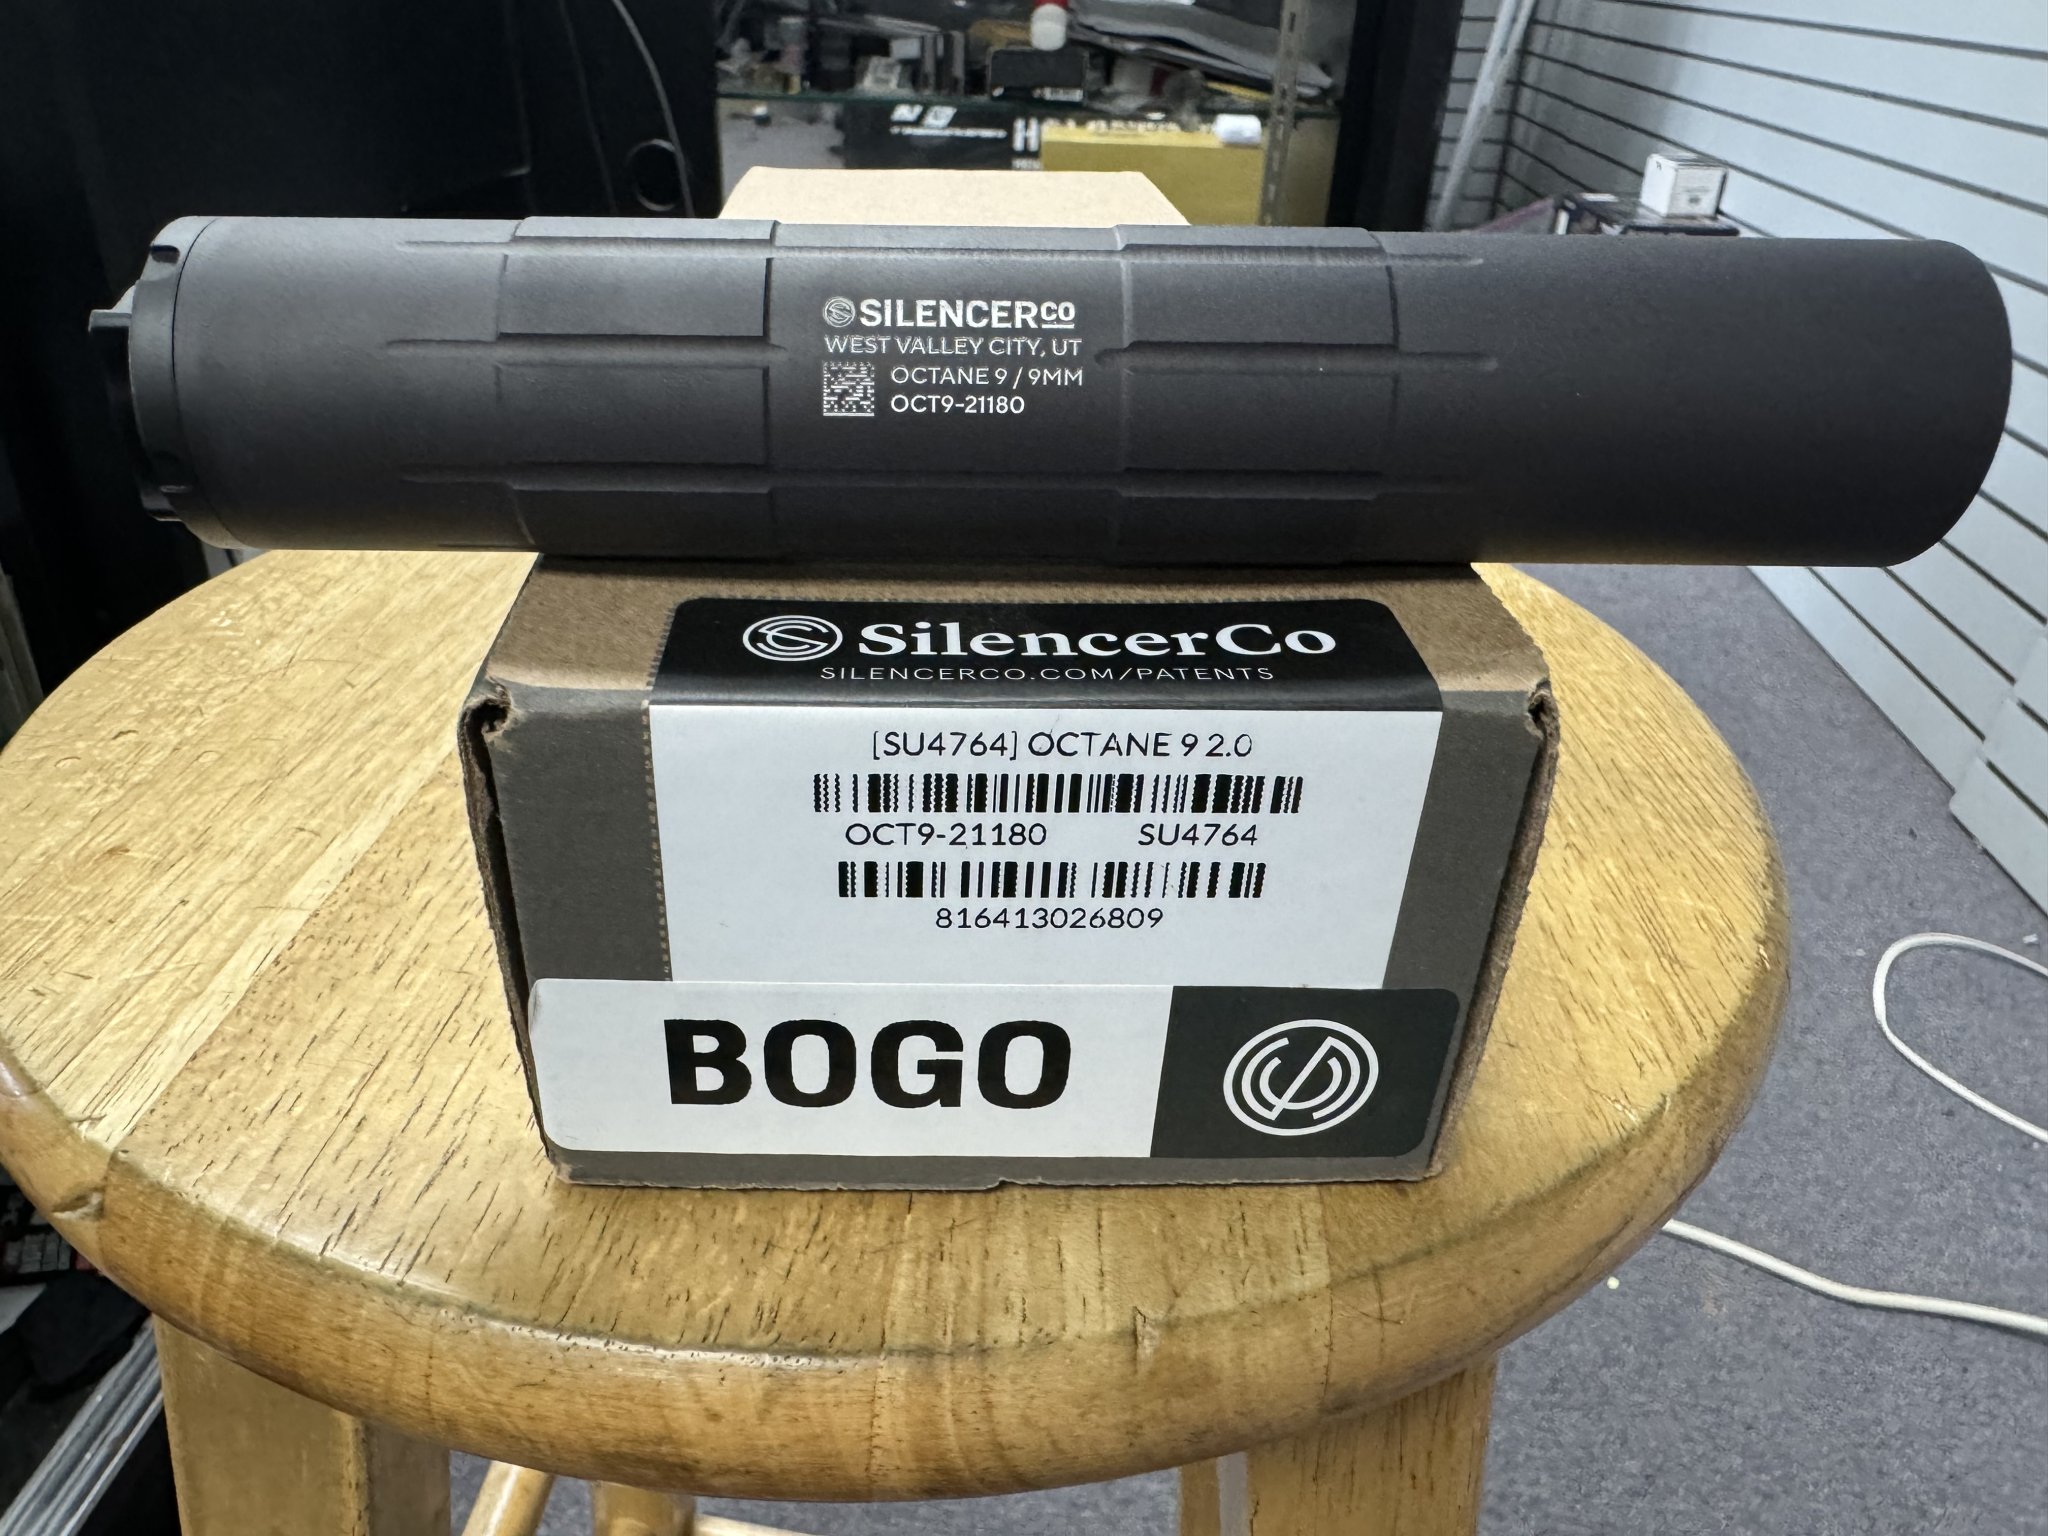 SILENCERCO
WEST VALLEY CITY, UT
OCTANE 9 / 9MM
OCT9-21180
SilencerCo
SILENCERCO.COM/PATENTS
[SU4764] OCTANE 9 2.0
OCT9-21180 SU4764
816413026809
BOGO